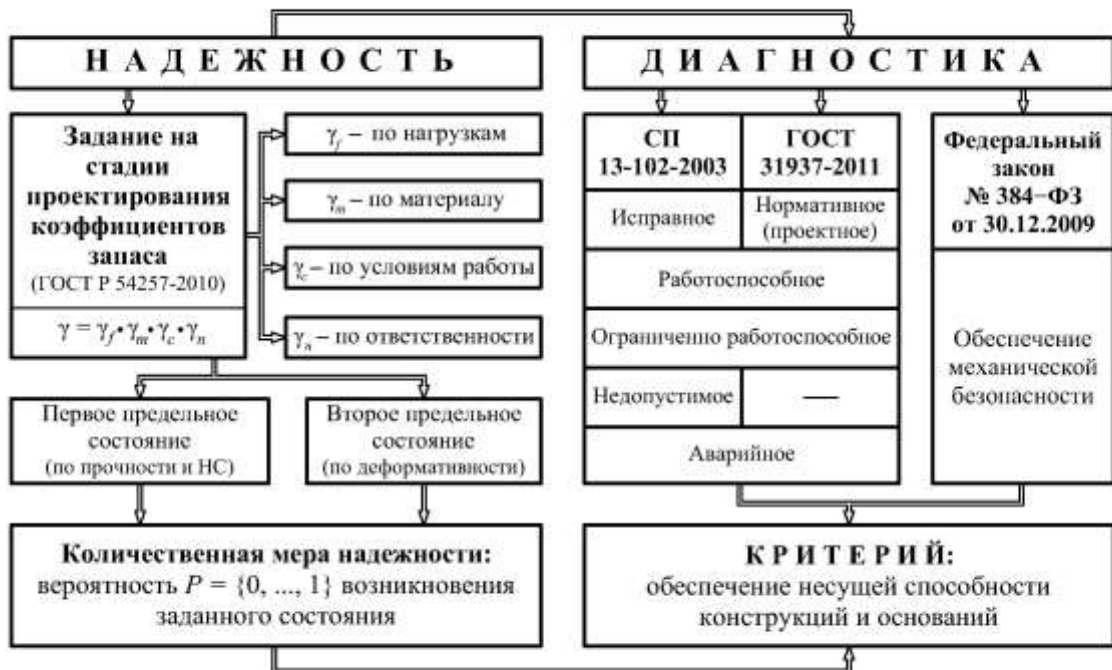 НАДЕЖНОСТЬ
Задание на
стадии
проектирования
коэффициентов
запаса
(ГОСТ Р 54257-2010)
γ = γf•γm•γc•γn
γf – по нагрузкам
γm – по материалу
γc – по условиям работы
γn – по ответственности
Первое предельное
состояние
(по прочности и НС)
Второе предельное
состояние
(по деформативности)
Количественная мера надежности:
вероятность P = {0, ..., 1} возникновения
заданного состояния
ДИАГНОСТИКА
СП
13-102-2003
ГОСТ
31937-2011
Исправное
Нормативное
(проектное)
Работоспособное
Ограниченно работоспособное
Недопустимое
—
Аварийное
Федеральный
закон
№ 384–ФЗ
от 30.12.2009
Обеспечение
механической
безопасности
КРИТЕРИЙ:
обеспечение несущей способности
конструкций и оснований